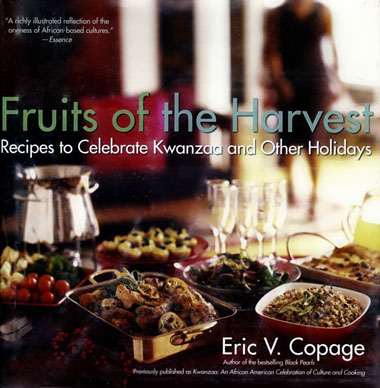 "A richly illustrated reflection of the
oneness of African-based cultures."
—Essence
Fruits of the Harvest
Recipes to Celebrate Kwanzaa and Other Holidays
Eric V. Copage
Author of the bestselling Black Pearls
Previously published as Kwanzaa: An African American Celebration of Culture and Cooking